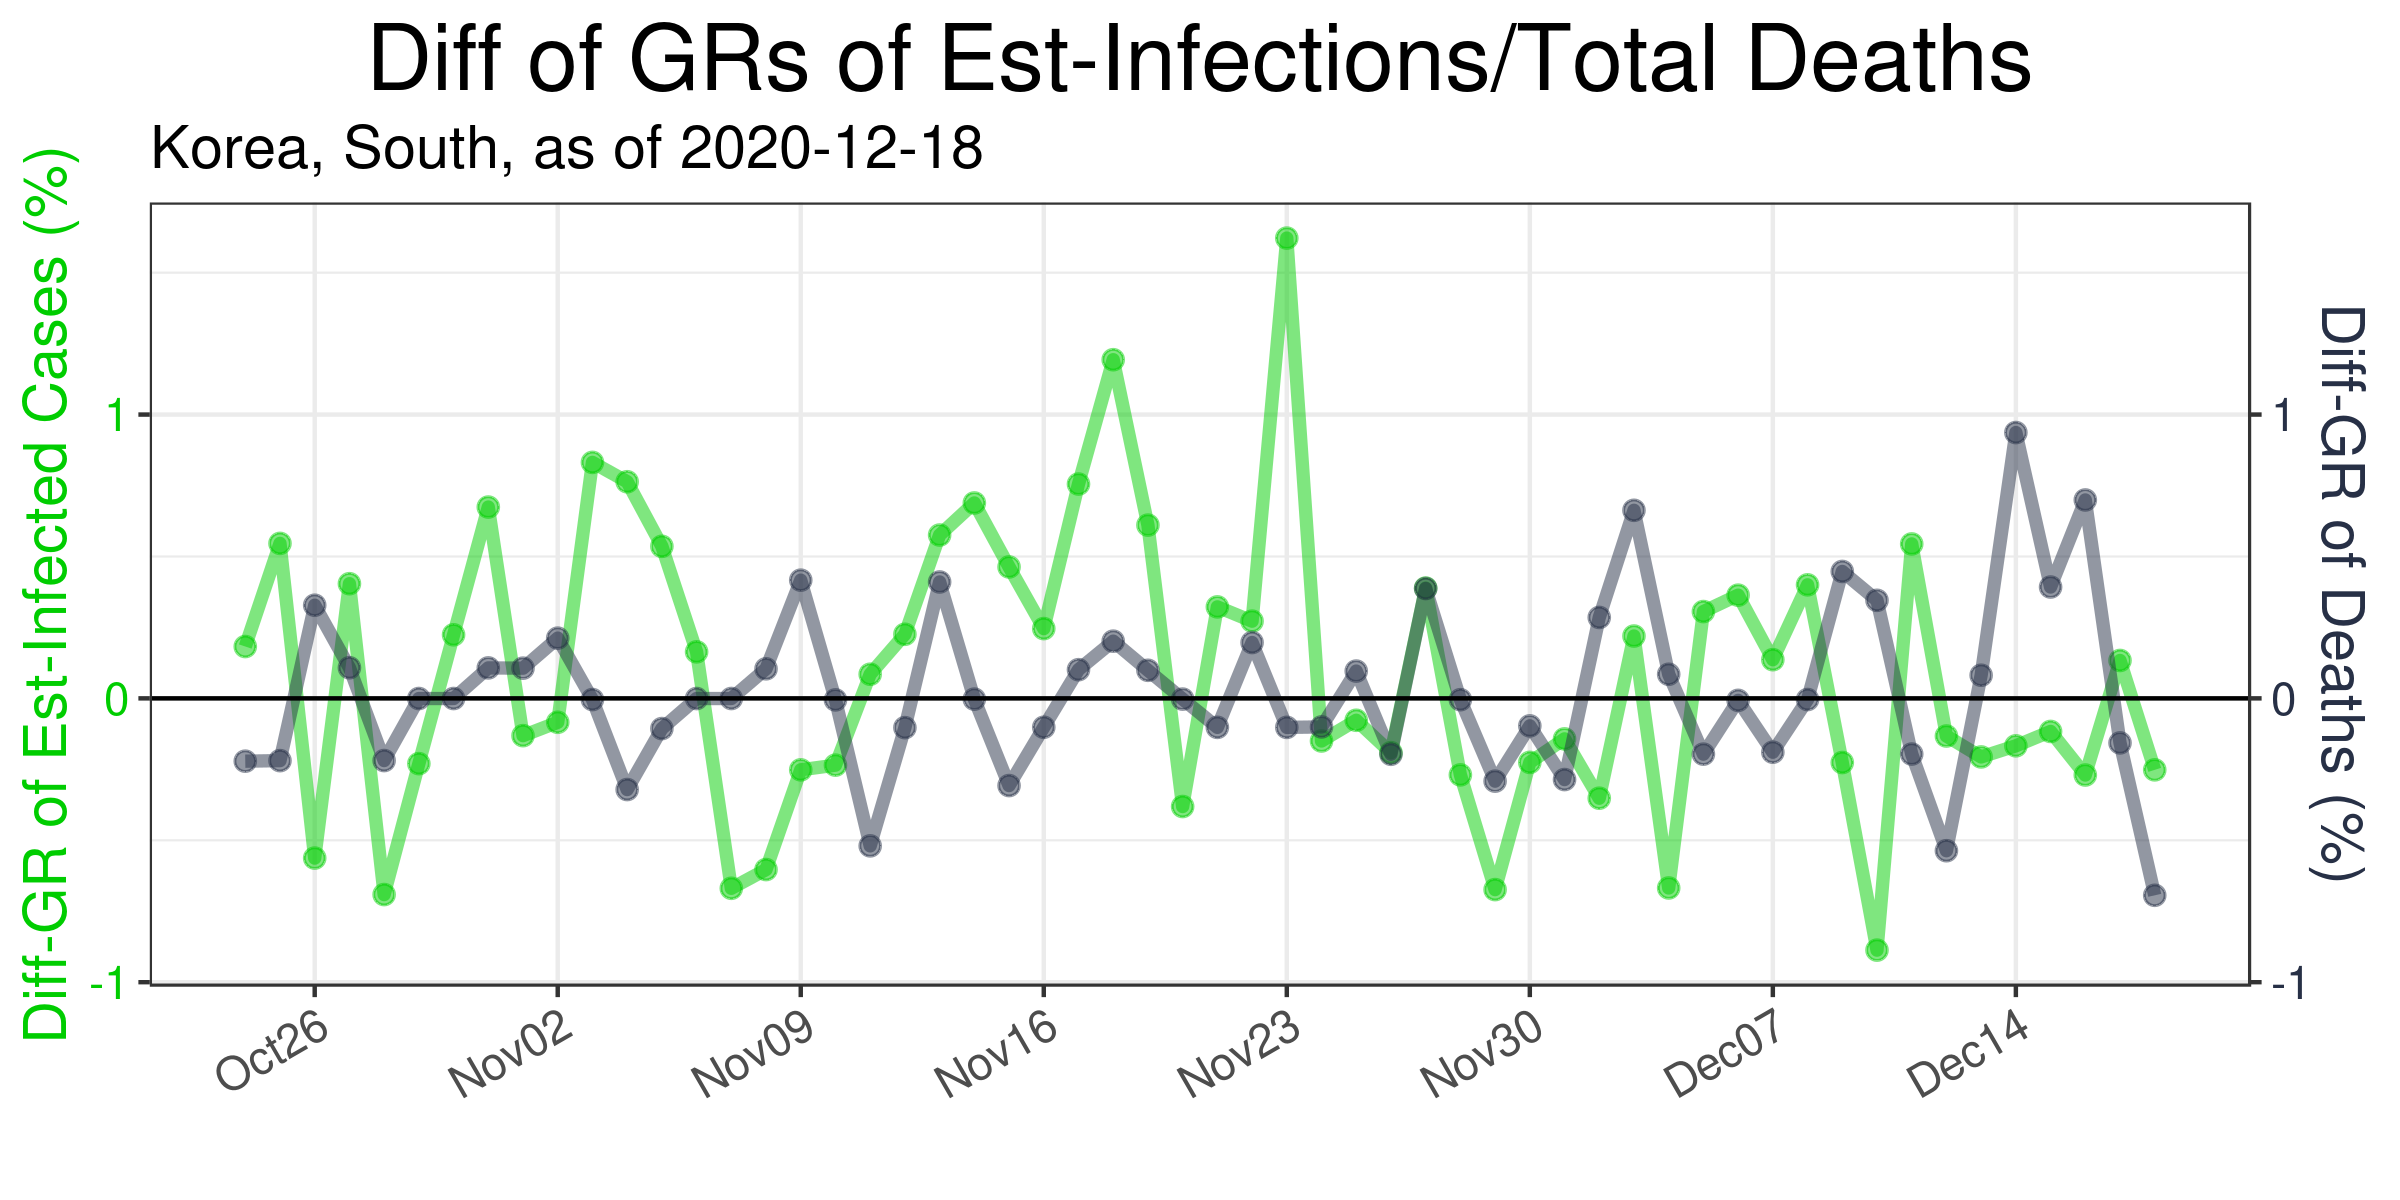 Diff of GRs of Est-Infections/Total Deaths
Korea, South, as of 2020-12-18
Diff-GR of Est-Infected Cases (%)
1
0
-1
1
0
-1
Diff-GR of Deaths (%)
Oct26
Nov02
Nov09
Nov16
Nov23
Nov30
Dec07
Dec14